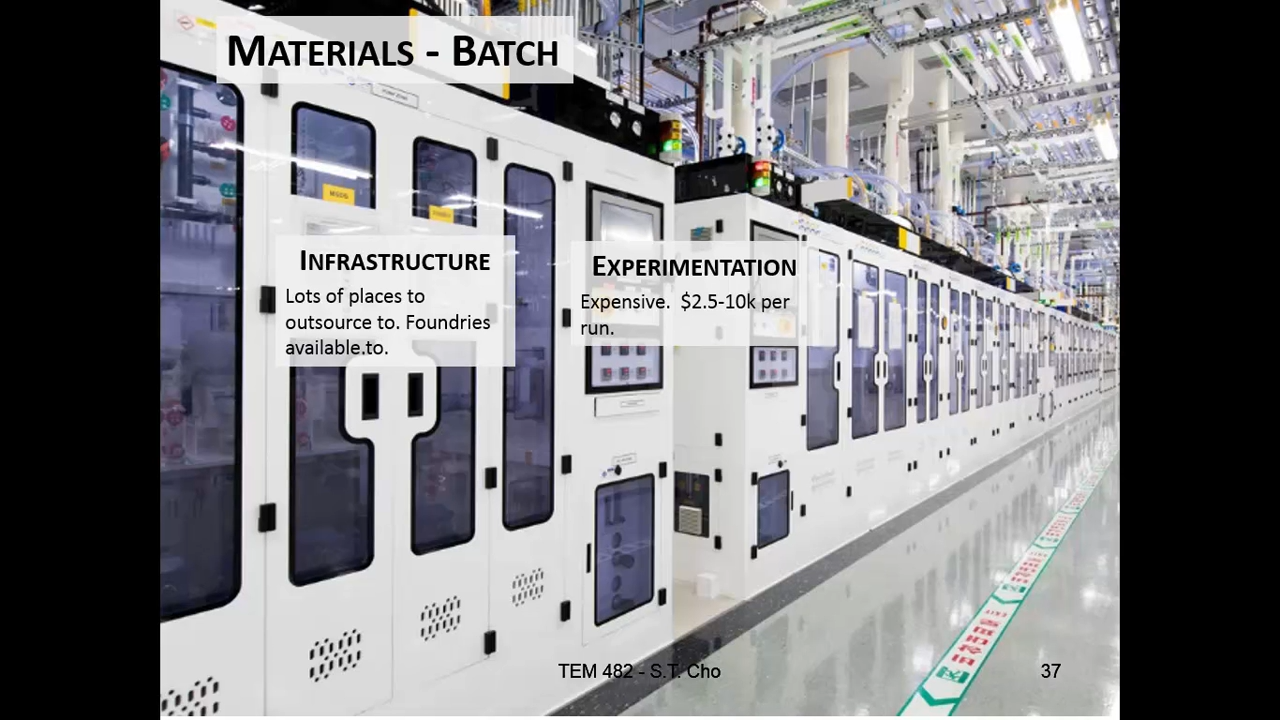 MATERIALS - BATCH
INFRASTRUCTURE
Lots of places to
outsource to. Foundries
available.to.
EXPERIMENTATION
Expensive.  $2.5-10k per
run.
TEM 482 - S.T. Cho
37